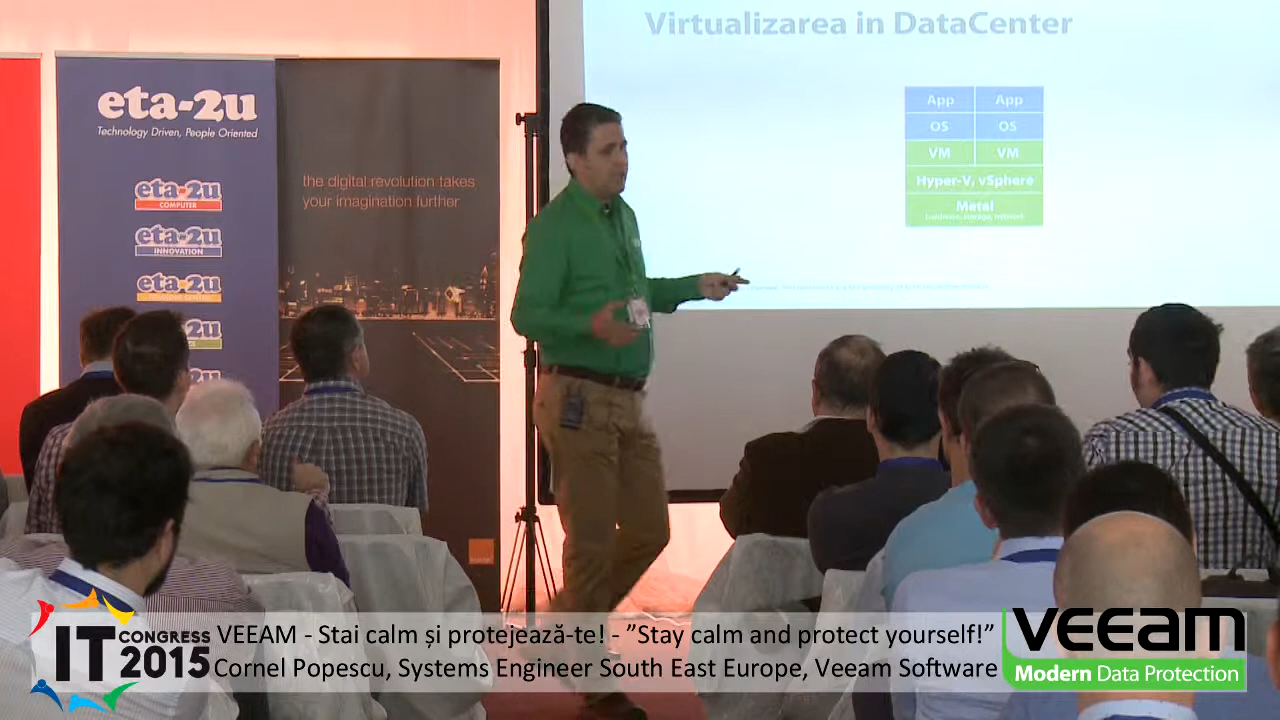 Virtualizarea in DataCenter
App App
OS OS
VM VM
Hyper-V, vSphere
Metal
eta-2u
Technology Driven, People Oriented
eta-2u
COMPUTER
eta-2u
INNOVATION
eta-2u
eta-2u
the digital revolution takes
your imagination further
IT CONGRESS 2015
VEEAM - Stai calm și protejează-te! - ”Stay calm and protect yourself!”
Cornel Popescu, Systems Engineer South East Europe, Veeam Software
veeam
Modern Data Protection